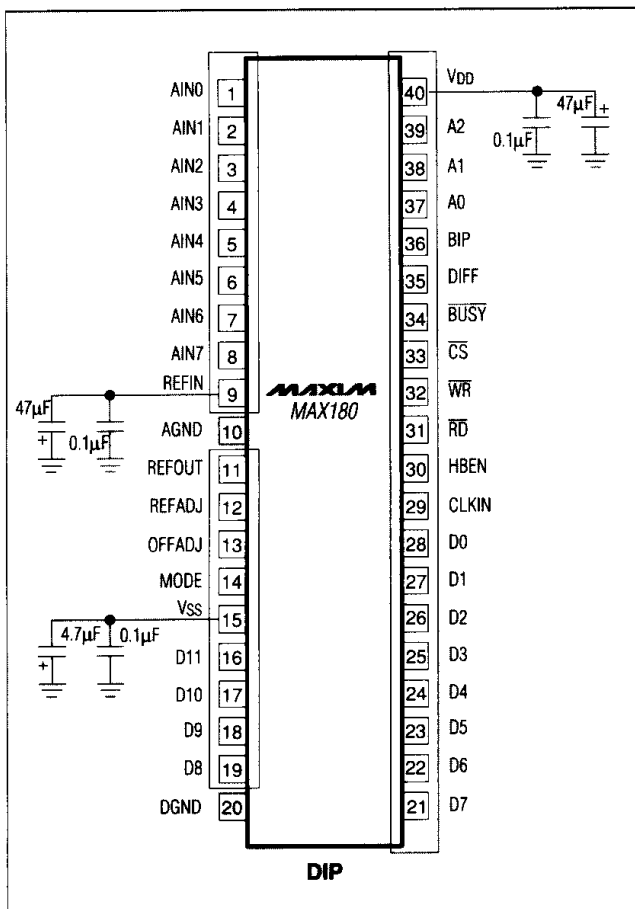 AIN0 1
AIN1 2
AIN2 3
AIN3 4
AIN4 5
AIN5 6
AIN6 7
AIN7 8
REFIN 9
47µF +
0.1µF
AGND 10
REFOUT 11
REFADJ 12
OFFADJ 13
MODE 14
VSS 15
4.7µF +
0.1µF
D11 16
D10 17
D9 18
D8 19
DGND 20
MAXIM
MAX180
40 VDD
0.1µF
47µF +
39 A2
38 A1
37 A0
36 BIP
35 DIFF
34 B̅U̅S̅Y̅
33 C̅S̅
32 W̅R̅
31 R̅D̅
30 HBEN
29 CLKIN
28 D0
27 D1
26 D2
25 D3
24 D4
23 D5
22 D6
21 D7
DIP